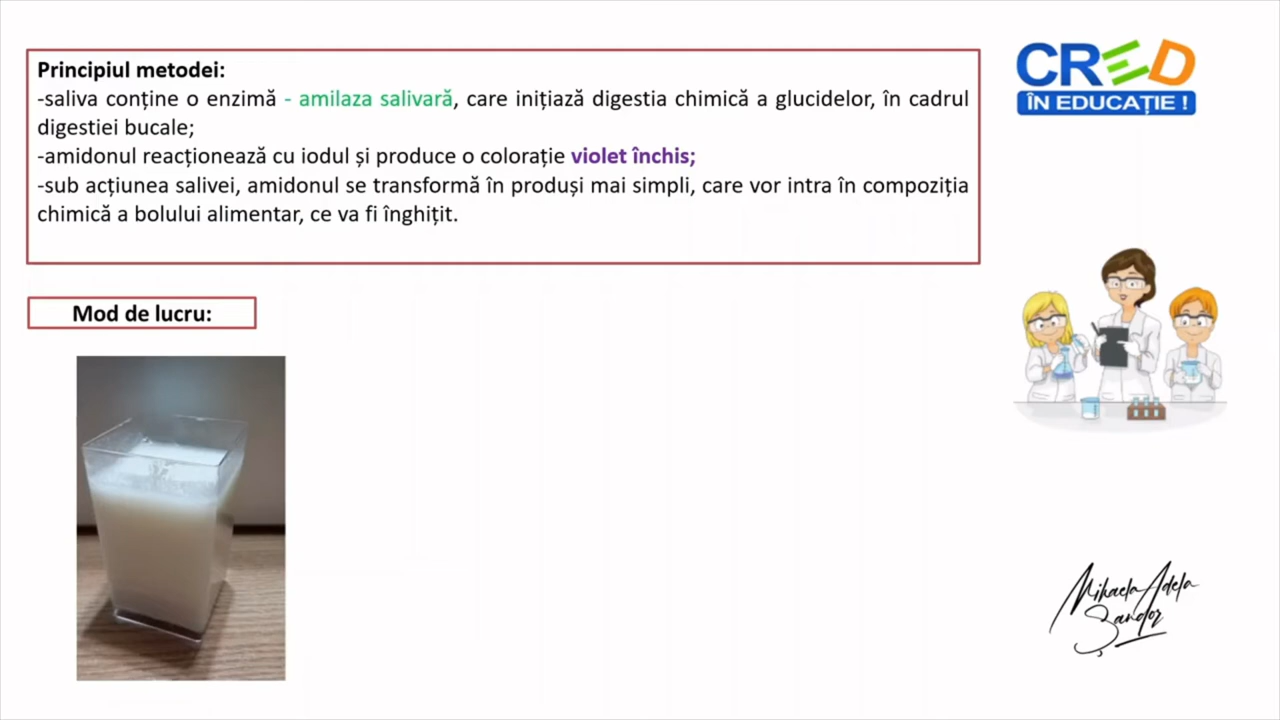 Principiul metodei:
-saliva conține o enzimă - amilaza salivară, care inițiază digestia chimică a glucidelor, în cadrul
digestiei bucale;
-amidonul reacționează cu iodul și produce o colorație violet închis;
-sub acțiunea salivei, amidonul se transformă în produși mai simpli, care vor intra în compoziția
chimică a bolului alimentar, ce va fi înghițit.
CRED
ÎN EDUCAȚIE !
Mod de lucru:
Mihaela Adela
Șandor